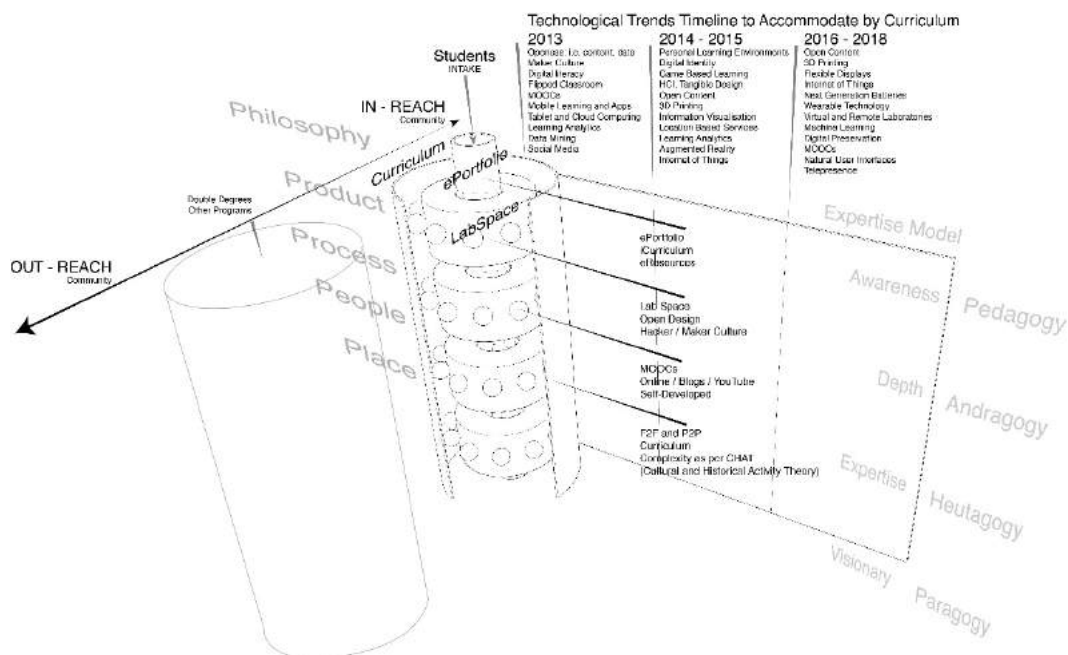 Technological Trends Timeline to Accommodate by Curriculum
2013
Openess: i.e. content, data
Maker Culture
Digital literacy
Flipped Classroom
MOOCs
Mobile Learning and Apps
Tablet and Cloud Computing
Learning Analytics
Data Mining
Social Media
2014 - 2015
Personal Learning Environments
Digital Identity
Game Based Learning
HCI, Tangible Design
Open Content
3D Printing
Information Visualisation
Location Based Services
Learning Analytics
Augmented Reality
Internet of Things
2016 - 2018
Open Content
3D Printing
Flexible Displays
Internet of Things
Next Generation Batteries
Wearable Technology
Virtual and Remote Laboratories
Machine Learning
Digital Preservation
MCOCs
Natural User Interfaces
Telepresence
Students
INTAKE
IN - REACH
Community
Philosophy
Product
Process
People
Place
Curriculum
ePortfolio
LabSpace
Double Degrees
Other Programs
OUT - REACH
Community
ePortfolio
iCurriculum
eResources
Lab Space
Open Design
Hacker / Maker Culture
MOOCs
Online / Blogs / YouTube
Self-Developed
F2F and P2P
Curriculum
Complexity as per CHAT
(Cultural and Historical Activity Theory)
Expertise Model
Awareness Pedagogy
Depth Andragogy
Expertise Heutagogy
Visionary Paragogy